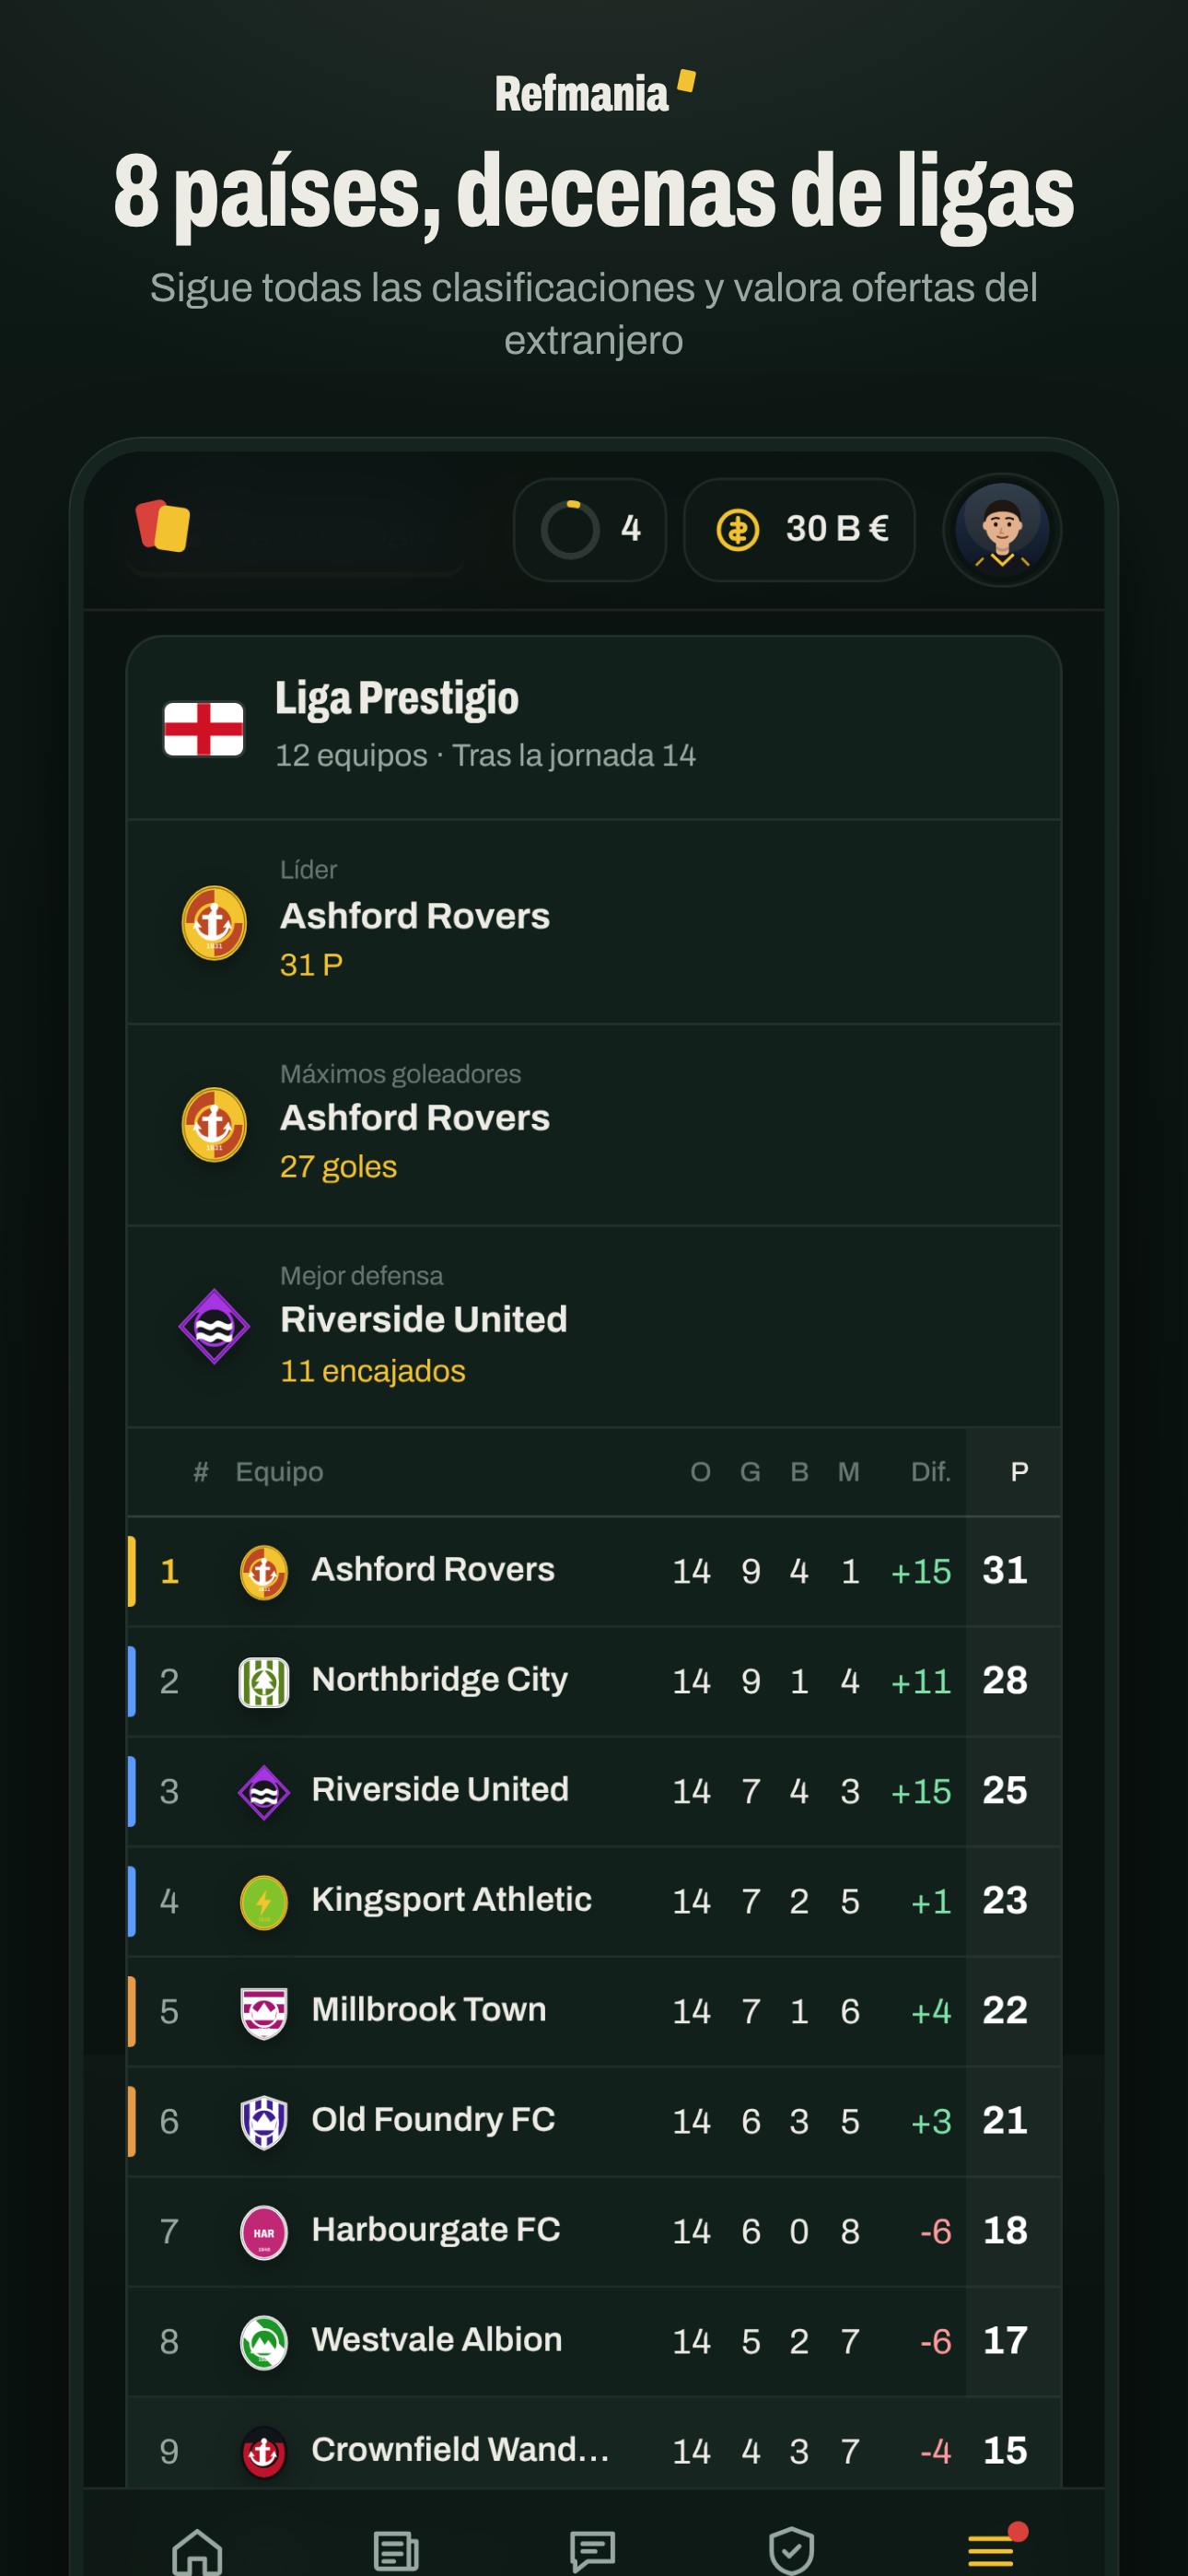 Refmania
8 países, decenas de ligas
Sigue todas las clasificaciones y valora ofertas del
extranjero
4
30 B €
Liga Prestigio
12 equipos · Tras la jornada 14
Líder
Ashford Rovers
31 P
Máximos goleadores
Ashford Rovers
27 goles
Mejor defensa
Riverside United
11 encajados
# Equipo O G B M Dif. P
1 Ashford Rovers 14 9 4 1 +15 31
2 Northbridge City 14 9 1 4 +11 28
3 Riverside United 14 7 4 3 +15 25
4 Kingsport Athletic 14 7 2 5 +1 23
5 Millbrook Town 14 7 1 6 +4 22
6 Old Foundry FC 14 6 3 5 +3 21
7 HAR Harbourgate FC 14 6 0 8 -6 18
8 Westvale Albion 14 5 2 7 -6 17
9 Crownfield Wand... 14 4 3 7 -4 15